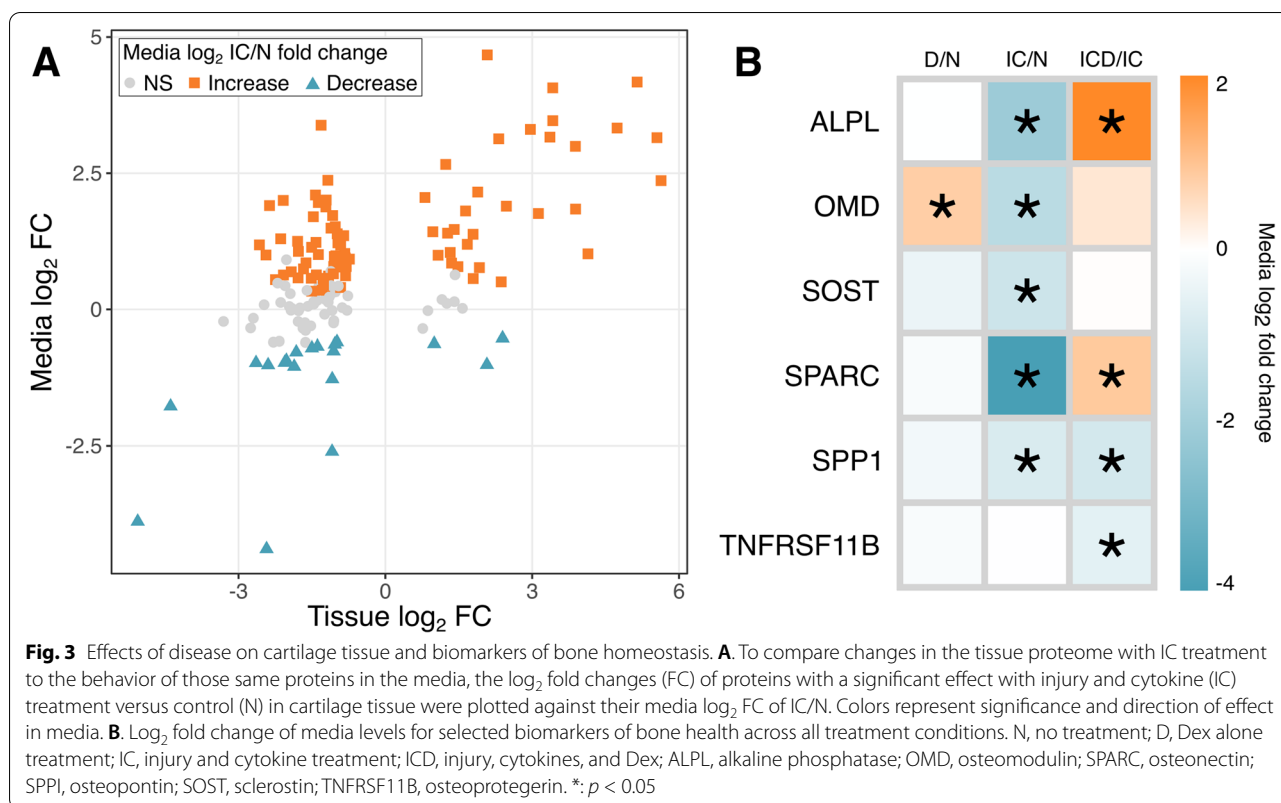 A
Media log2 IC/N fold change
NS Increase Decrease
5
2.5
0
-2.5
Media log2 FC
-3 0 3 6
Tissue log2 FC
B
D/N IC/N ICD/IC
ALPL * *
OMD * *
SOST *
SPARC * *
SPP1 * *
TNFRSF11B *
2
0
-2
-4
Media log2 fold change
Fig. 3 Effects of disease on cartilage tissue and biomarkers of bone homeostasis. A. To compare changes in the tissue proteome with IC treatment
to the behavior of those same proteins in the media, the log2 fold changes (FC) of proteins with a significant effect with injury and cytokine (IC)
treatment versus control (N) in cartilage tissue were plotted against their media log2 FC of IC/N. Colors represent significance and direction of effect
in media. B. Log2 fold change of media levels for selected biomarkers of bone health across all treatment conditions. N, no treatment; D, Dex alone
treatment; IC, injury and cytokine treatment; ICD, injury, cytokines, and Dex; ALPL, alkaline phosphatase; OMD, osteomodulin; SPARC, osteonectin;
SPPI, osteopontin; SOST, sclerostin; TNFRSF11B, osteoprotegerin. *: p < 0.05